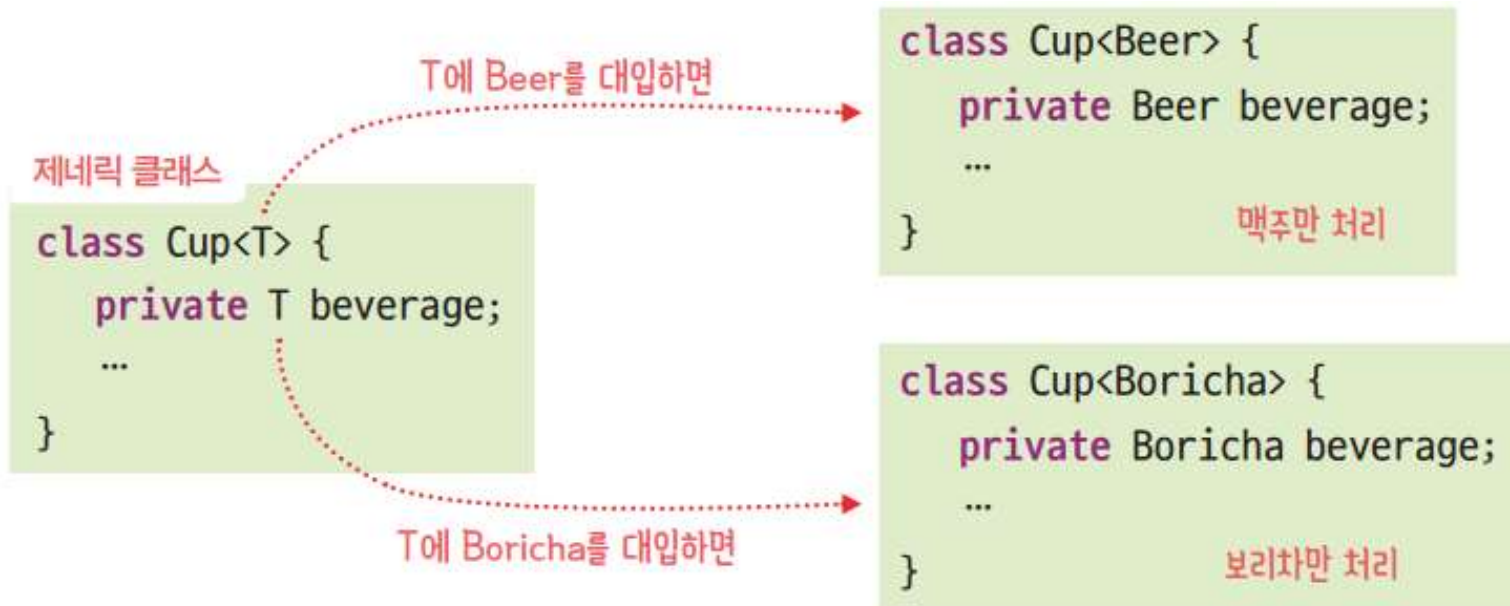 제네릭 클래스
class Cup<T> {
private T beverage;
...
}
T에 Beer를 대입하면
class Cup<Beer> {
private Beer beverage;
...
}
맥주만 처리
T에 Boricha를 대입하면
class Cup<Boricha> {
private Boricha beverage;
...
}
보리차만 처리